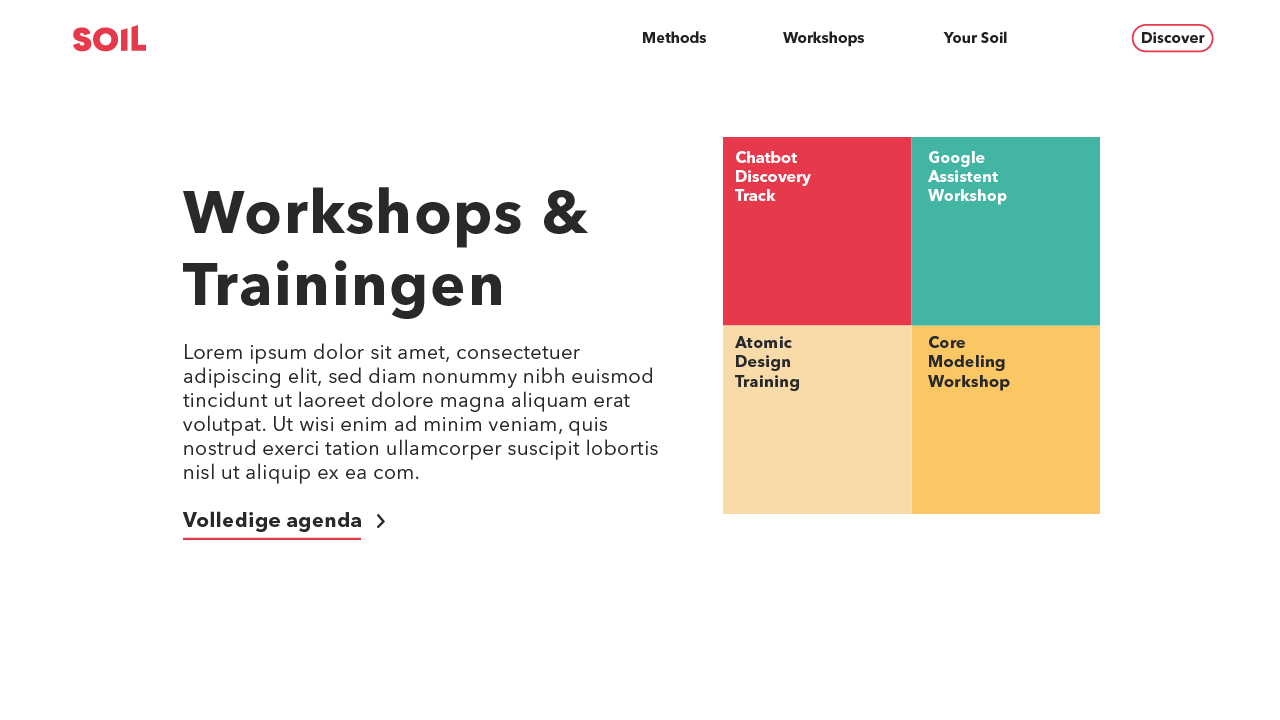 SOIL
Methods
Workshops
Your Soil
Discover
Workshops &
Trainingen
Lorem ipsum dolor sit amet, consectetuer
adipiscing elit, sed diam nonummy nibh euismod
tincidunt ut laoreet dolore magna aliquam erat
volutpat. Ut wisi enim ad minim veniam, quis
nostrud exerci tation ullamcorper suscipit lobortis
nisl ut aliquip ex ea com.
Volledige agenda
Chatbot
Discovery
Track
Google
Assistent
Workshop
Atomic
Design
Training
Core
Modeling
Workshop